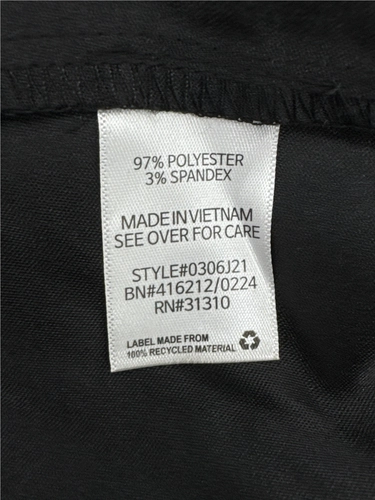 97% POLYESTER
3% SPANDEX
MADE IN VIETNAM
SEE OVER FOR CARE
STYLE#0306J21
BN#416212/0224
RN#31310
LABEL MADE FROM
100% RECYCLED MATERIAL